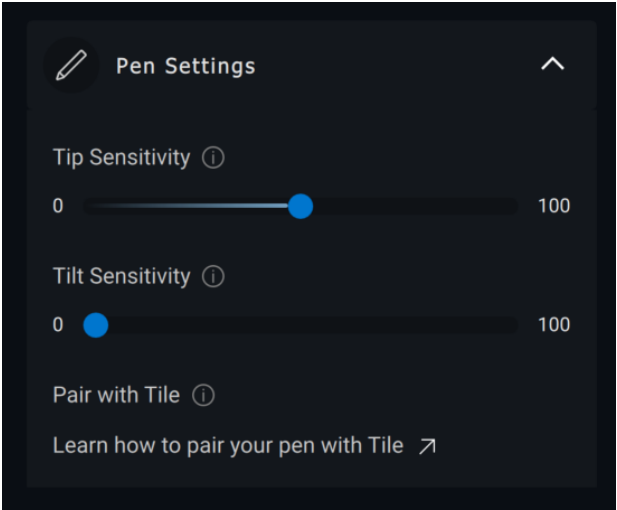 Pen Settings
Tip Sensitivity
0 100
Tilt Sensitivity
0 100
Pair with Tile
Learn how to pair your pen with Tile